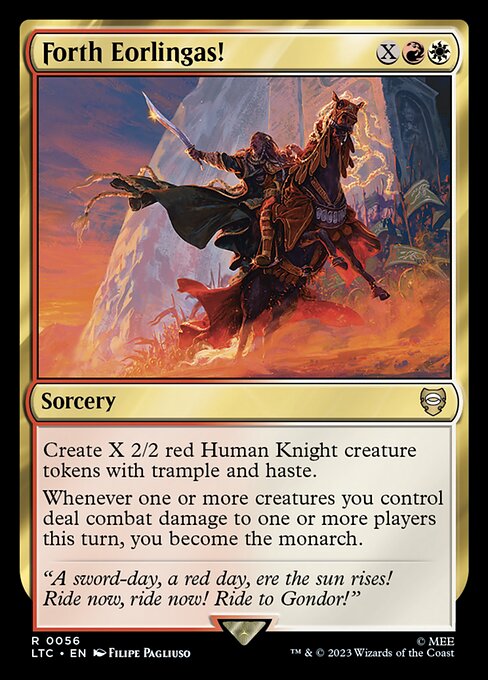 Forth Eorlingas! X
Sorcery
Create X 2/2 red Human Knight creature
tokens with trample and haste.
Whenever one or more creatures you control
deal combat damage to one or more players
this turn, you become the monarch.
“A sword-day, a red day, ere the sun rises!
Ride now, ride now! Ride to Gondor!”
R 0056 © MEE
LTC • EN Filipe Pagliuso ™ & © 2023 Wizards of the Coast